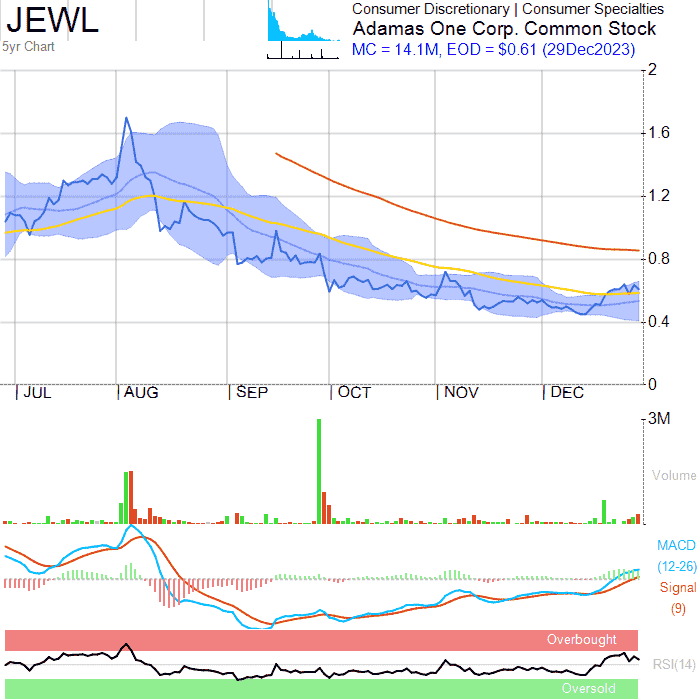 JEWL
5yr Chart
Consumer Discretionary | Consumer Specialties
Adamas One Corp. Common Stock
MC = 14.1M, EOD = $0.61 (29Dec2023)
2
1.6
1.2
0.8
0.4
0
JUL AUG SEP OCT NOV DEC
3M
Volume
MACD
(12-26)
Signal
(9)
Overbought
RSI(14)
Oversold